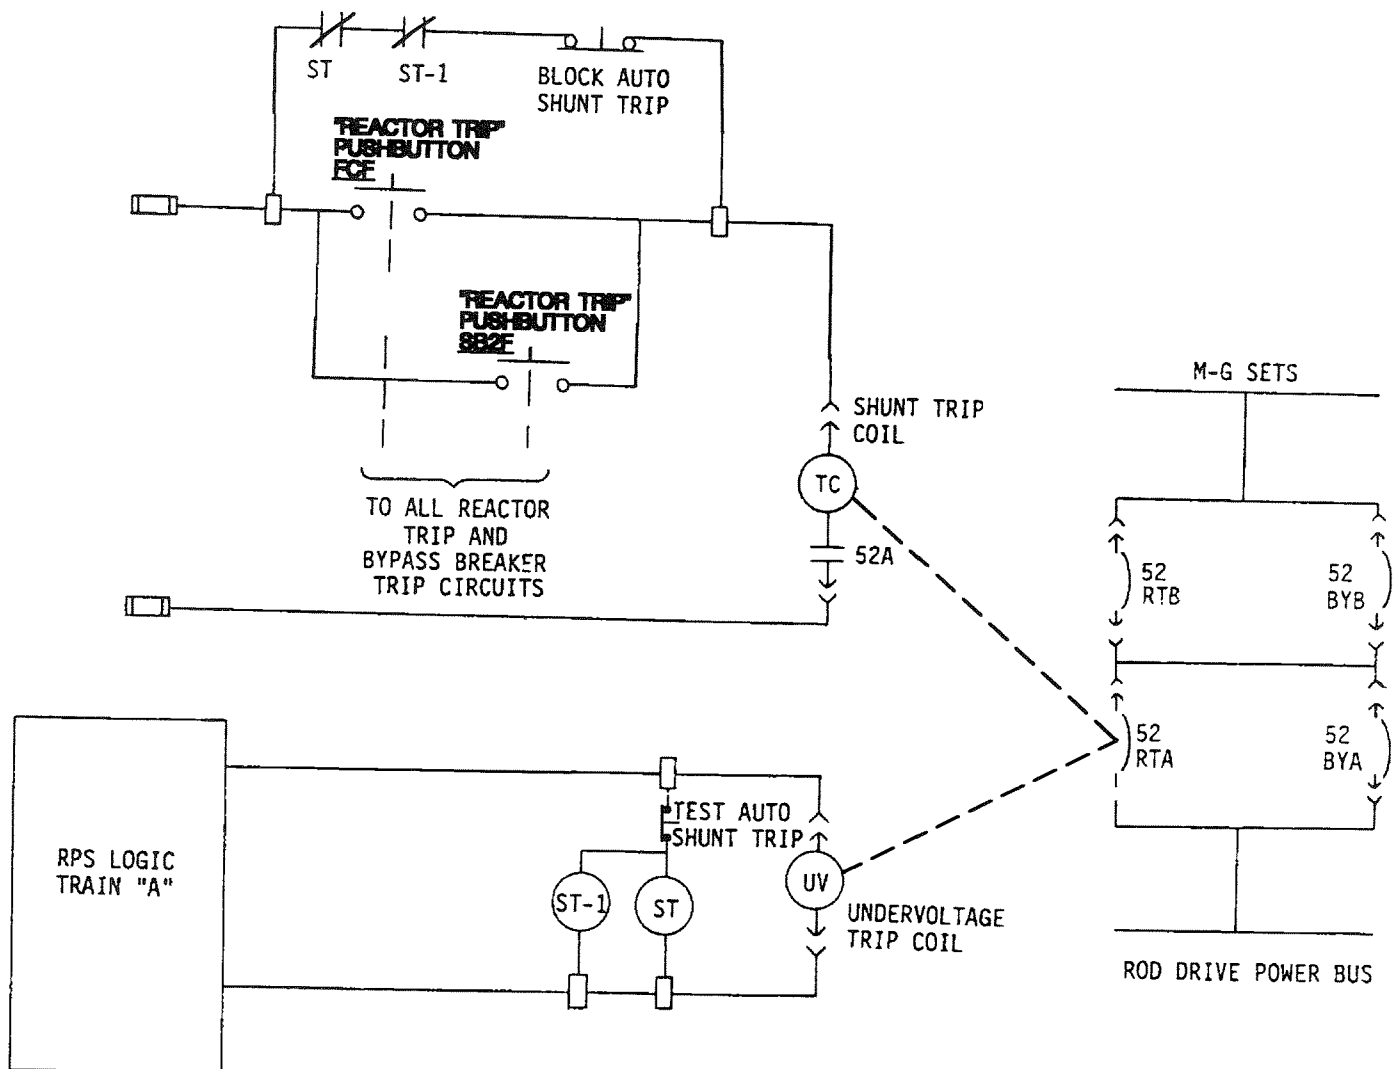 ST
ST-1
BLOCK AUTO
SHUNT TRIP
"REACTOR TRIP"
PUSHBUTTON
FCF
"REACTOR TRIP"
PUSHBUTTON
SB2F
TO ALL REACTOR
TRIP AND
BYPASS BREAKER
TRIP CIRCUITS
SHUNT TRIP
COIL
TC
52A
M-G SETS
52
RTB
52
BYB
52
RTA
52
BYA
ROD DRIVE POWER BUS
RPS LOGIC
TRAIN "A"
TEST AUTO
SHUNT TRIP
ST-1
ST
UV
UNDERVOLTAGE
TRIP COIL